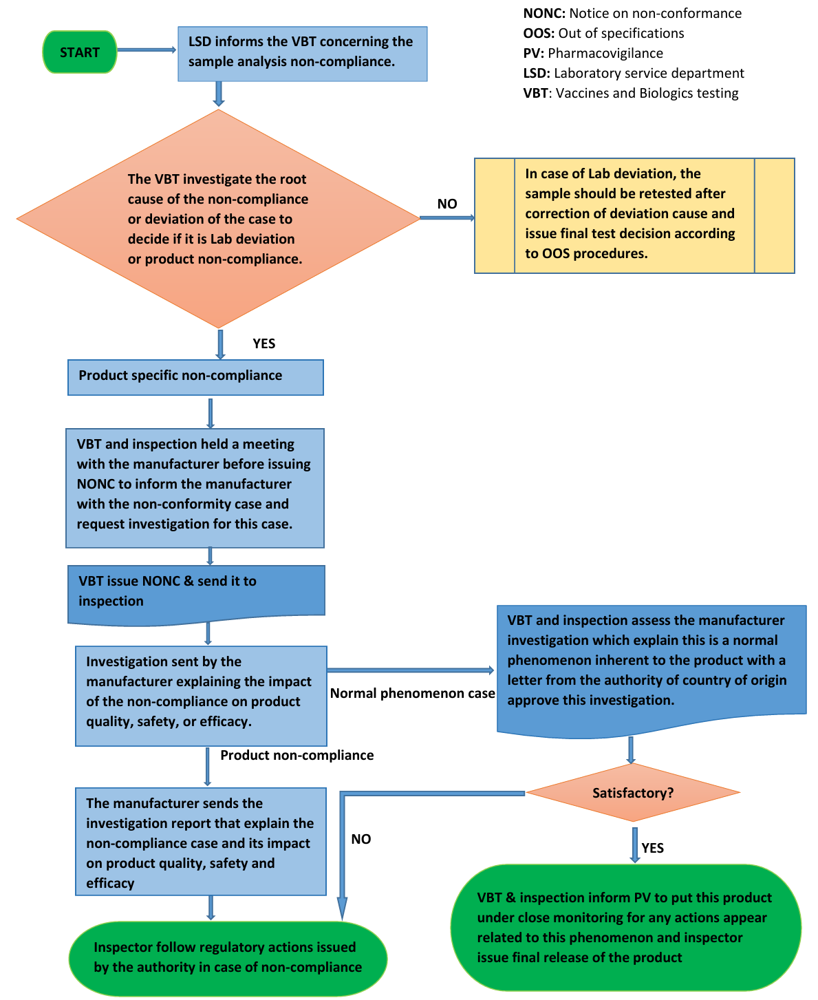 NONC: Notice on non-conformance
OOS: Out of specifications
PV: Pharmacovigilance
LSD: Laboratory service department
VBT: Vaccines and Biologics testing
START
LSD informs the VBT concerning the
sample analysis non-compliance.
The VBT investigate the root
cause of the non-compliance
or deviation of the case to
decide if it is Lab deviation
or product non-compliance.
NO
In case of Lab deviation, the
sample should be retested after
correction of deviation cause and
issue final test decision according
to OOS procedures.
YES
Product specific non-compliance
VBT and inspection held a meeting
with the manufacturer before issuing
NONC to inform the manufacturer
with the non-conformity case and
request investigation for this case.
VBT issue NONC & send it to
inspection
Investigation sent by the
manufacturer explaining the impact
of the non-compliance on product
quality, safety, or efficacy.
Normal phenomenon case
VBT and inspection assess the manufacturer
investigation which explain this is a normal
phenomenon inherent to the product with a
letter from the authority of country of origin
approve this investigation.
Product non-compliance
The manufacturer sends the
investigation report that explain the
non-compliance case and its impact
on product quality, safety and
efficacy
Satisfactory?
NO
YES
Inspector follow regulatory actions issued
by the authority in case of non-compliance
VBT & inspection inform PV to put this product
under close monitoring for any actions appear
related to this phenomenon and inspector
issue final release of the product